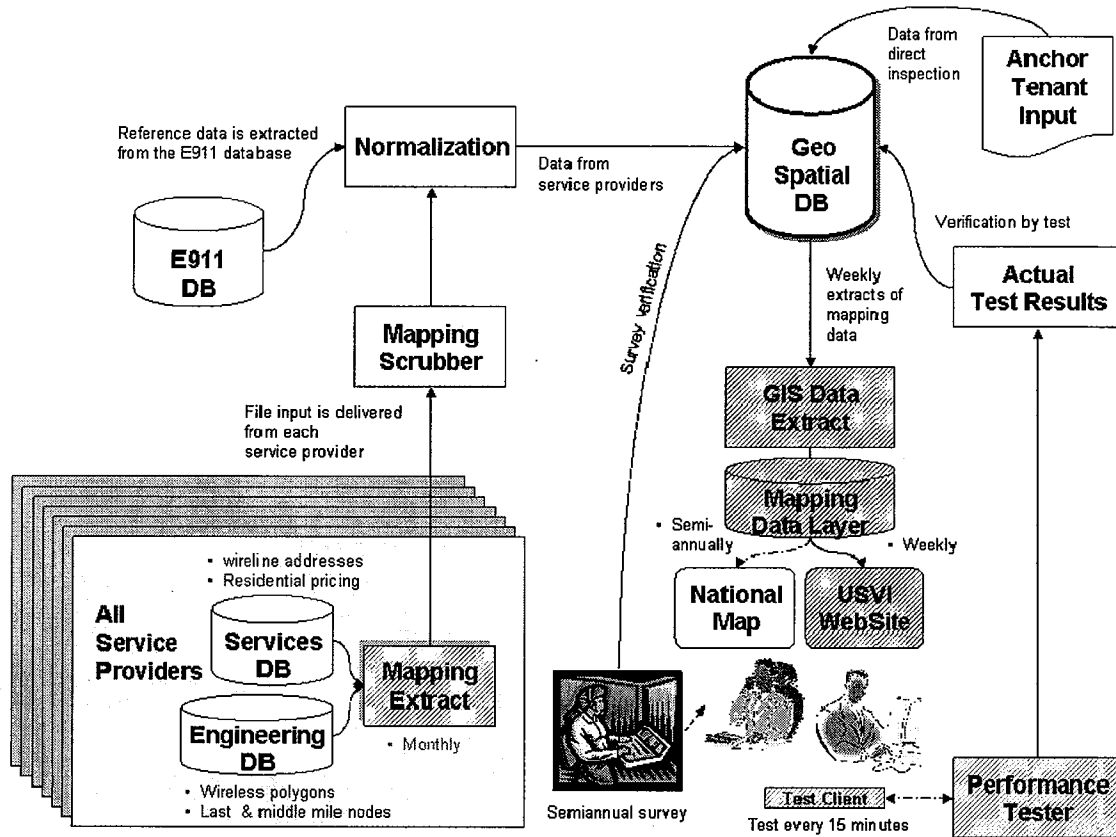 Data from
direct
inspection
Anchor
Tenant
Input
Reference data is extracted
from the E911 database
Normalization
Data from
service providers
Geo
Spatial
DB
E911
DB
Verification by test
Actual
Test Results
Weekly
extracts of
mapping
data
Survey verification
Mapping
Scrubber
File input is delivered
from each
service provider
GIS Data
Extract
Mapping
Data Layer
▪ Semi-
annually
▪ Weekly
National
Map
USVI
WebSite
▪ wireline addresses
▪ Residential pricing
All
Service
Providers
Services
DB
Mapping
Extract
Engineering
DB
▪ Monthly
▪ Wireless polygons
▪ Last & middle mile nodes
Semiannual survey
Test Client
Test every 15 minutes
Performance
Tester